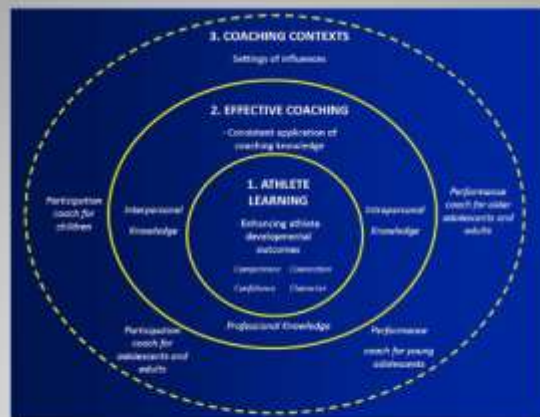 3. COACHING CONTEXTS
Settings of influences
2. EFFECTIVE COACHING
- Consistent application of
coaching knowledge
1. ATHLETE
LEARNING
Enhancing athlete
developmental
outcomes
Competence Connection
Confidence Character
Interpersonal
Knowledge
Intrapersonal
Knowledge
Professional Knowledge
Participation
coach for
children
Performance
coach for older
adolescents and
adults
Participation
coach for
adolescents and
adults
Performance
coach for young
adolescents